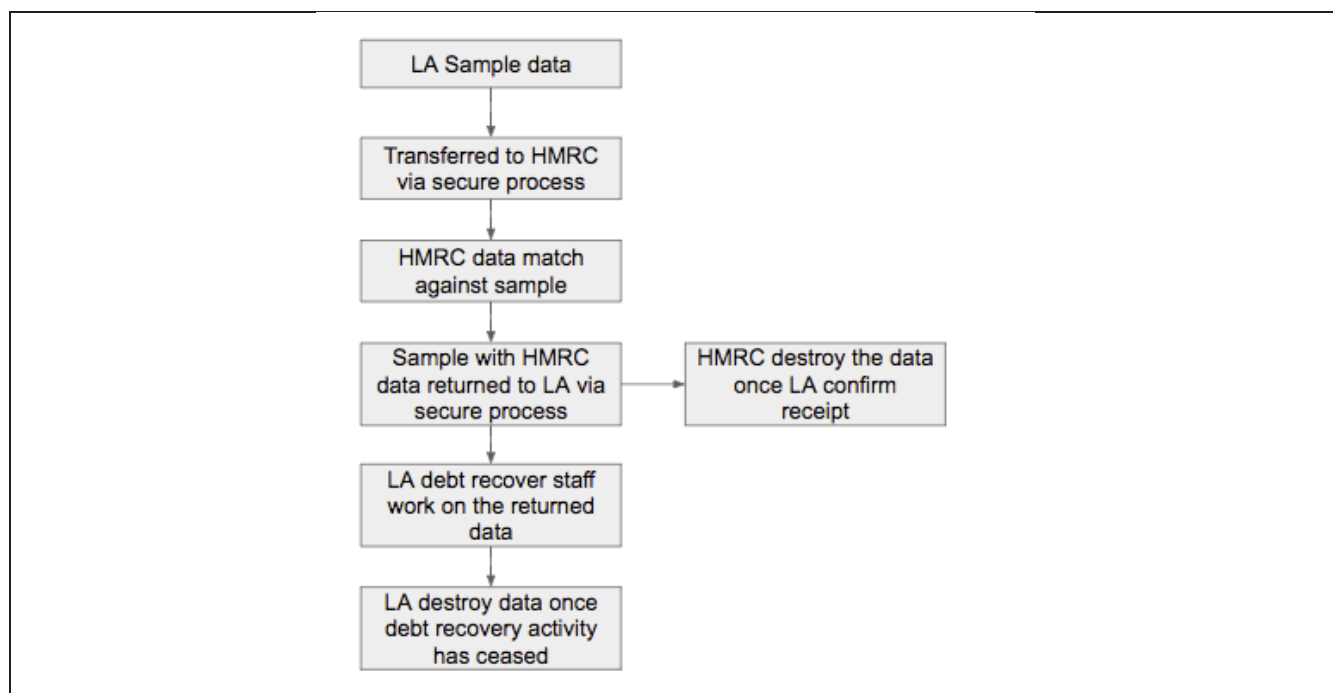 LA Sample data
Transferred to HMRC
via secure process
HMRC data match
against sample
Sample with HMRC
data returned to LA via
secure process
HMRC destroy the data
once LA confirm
receipt
LA debt recover staff
work on the returned
data
LA destroy data once
debt recovery activity
has ceased